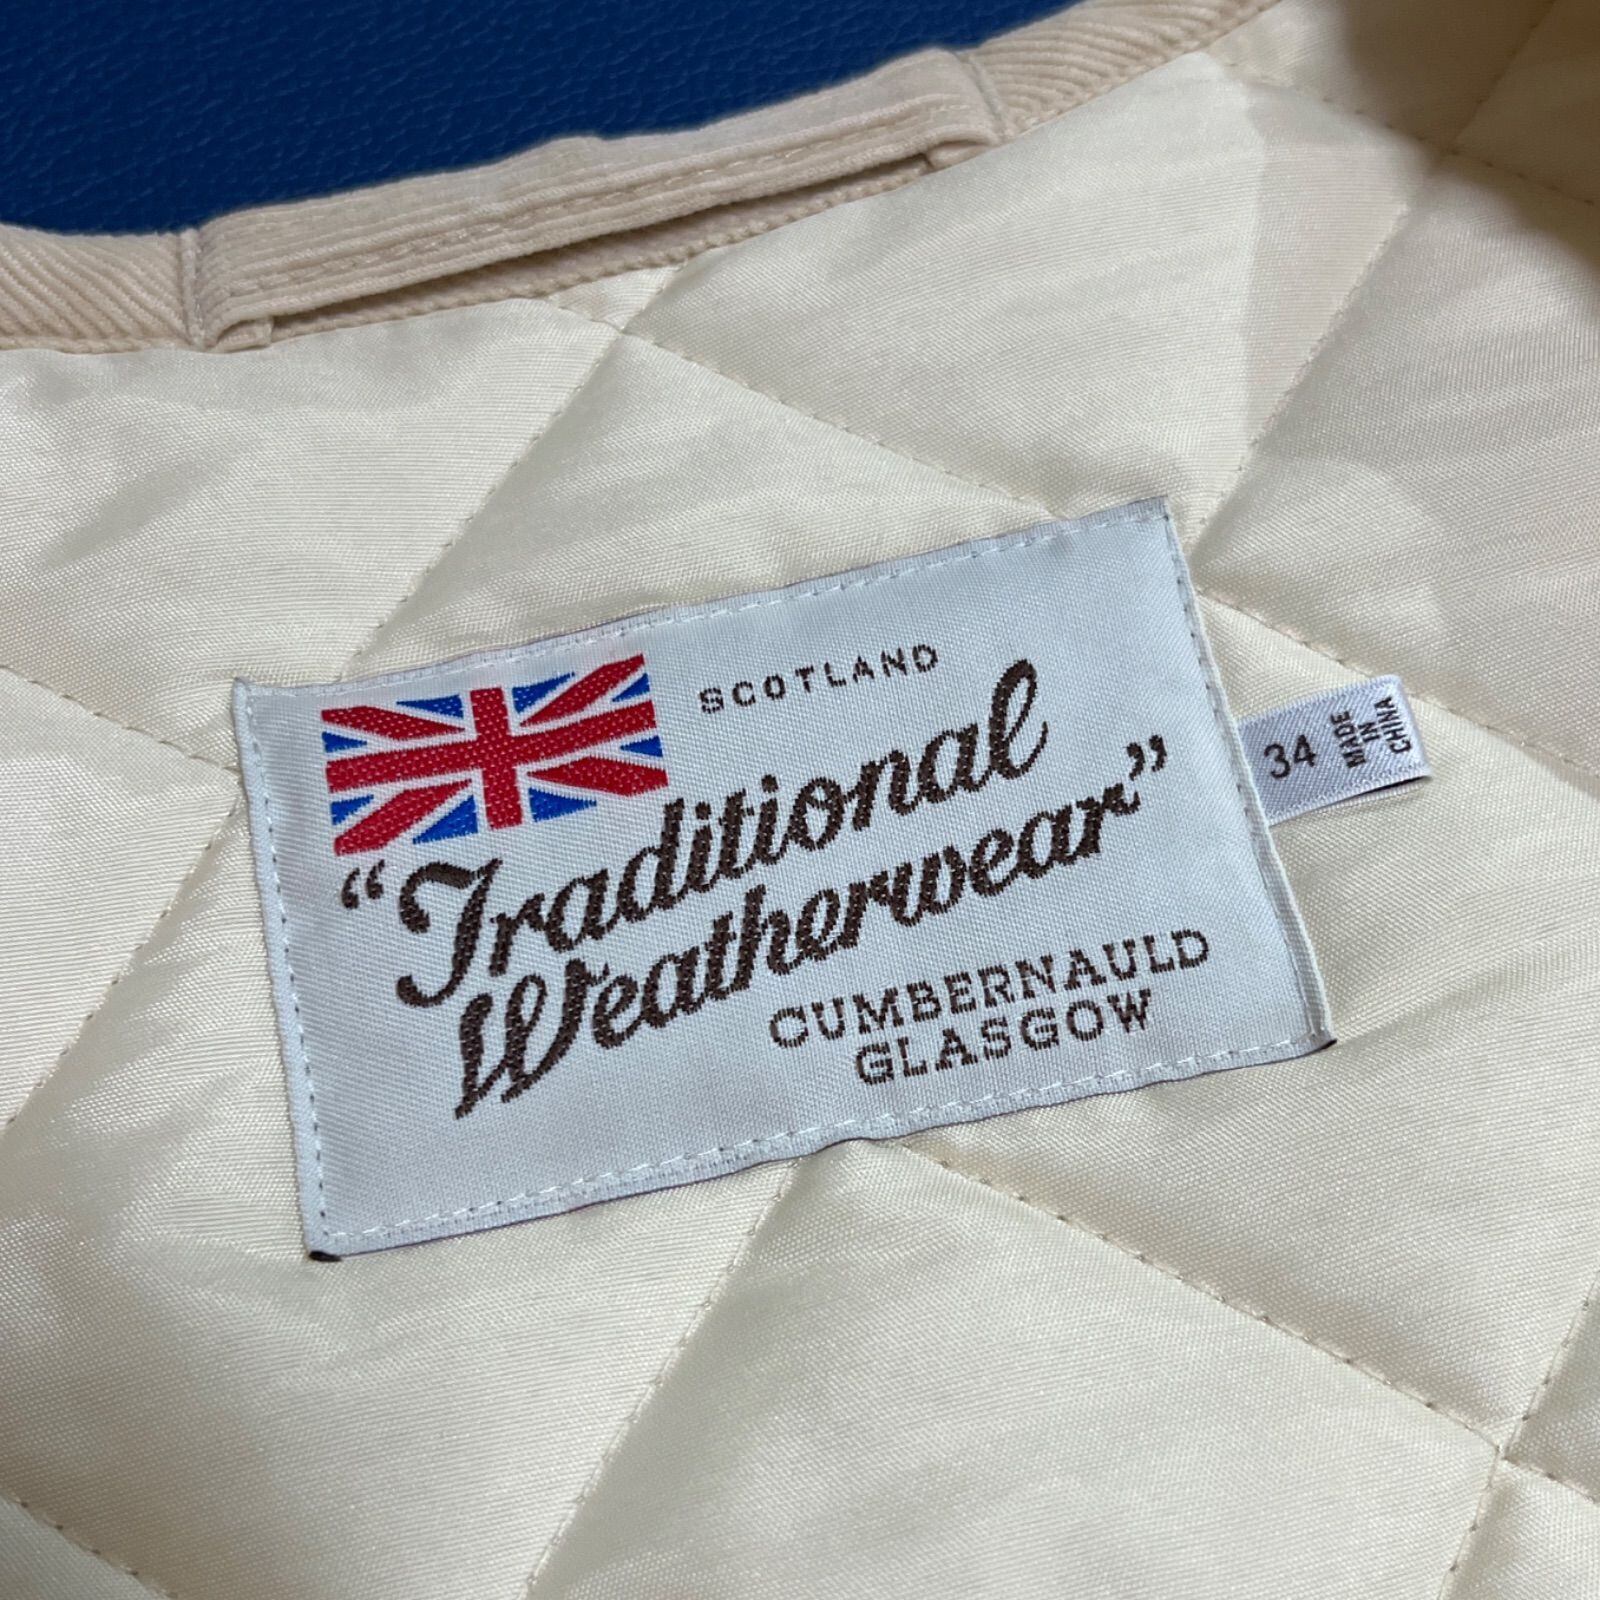 SCOTLAND
“Traditional
Weatherwear”
CUMBERNAULD
GLASGOW
34
MADE
IN
CHINA